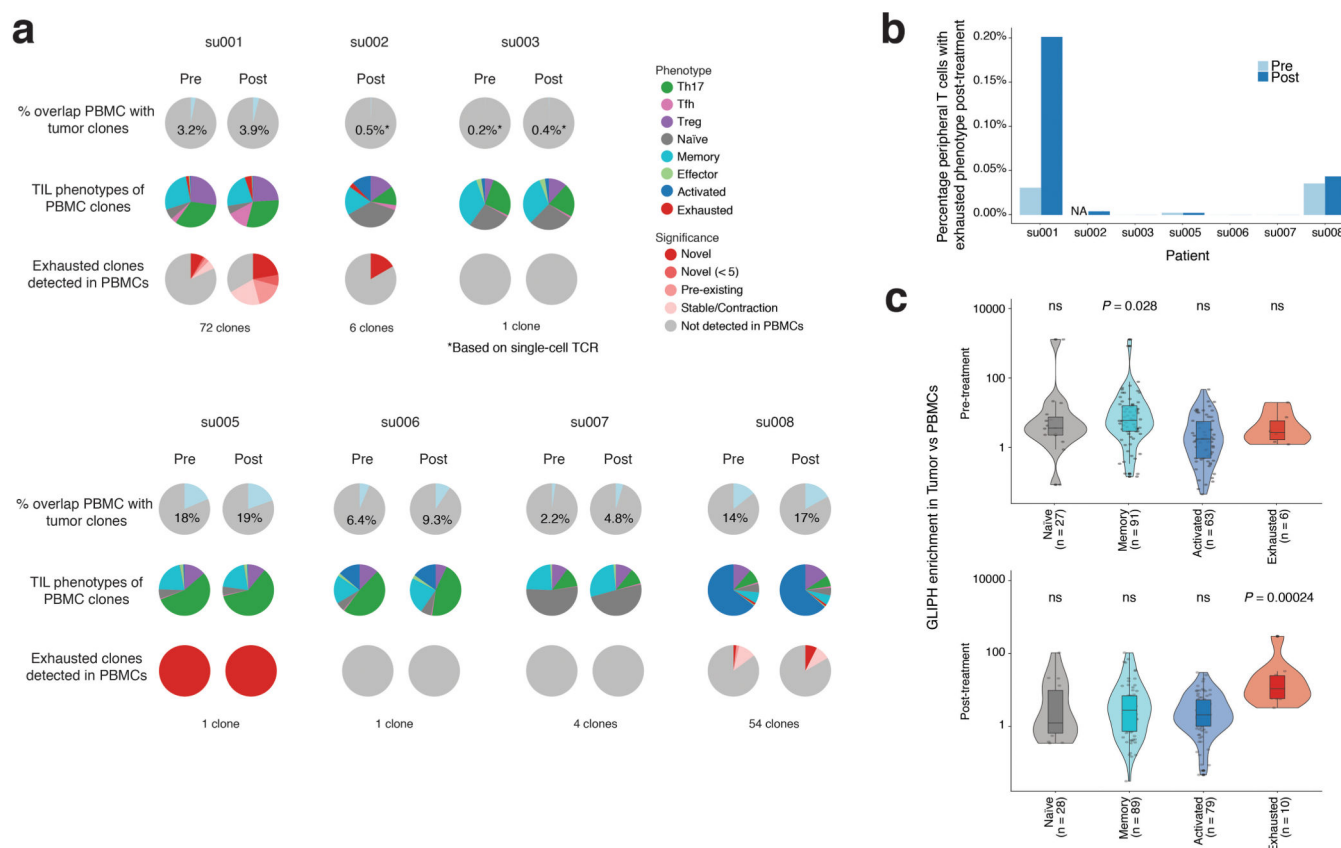 a
su001
su002
su003
Pre
Post
Post
Pre
Post
% overlap PBMC with
tumor clones
3.2%
3.9%
0.5%*
0.2%*
0.4%*
TIL phenotypes of
PBMC clones
Exhausted clones
detected in PBMCs
72 clones
6 clones
1 clone
*Based on single-cell TCR
Phenotype
Th17
Tfh
Treg
Naïve
Memory
Effector
Activated
Exhausted
Significance
Novel
Novel (< 5)
Pre-existing
Stable/Contraction
Not detected in PBMCs
su005
su006
su007
su008
Pre
Post
Pre
Post
Pre
Post
Pre
Post
% overlap PBMC with
tumor clones
18%
19%
6.4%
9.3%
2.2%
4.8%
14%
17%
TIL phenotypes of
PBMC clones
Exhausted clones
detected in PBMCs
1 clone
1 clone
4 clones
54 clones
b
Percentage peripheral T cells with
exhausted phenotype post-treatment
0.20%
0.15%
0.10%
0.05%
0.00%
NA
Pre
Post
su001
su002
su003
su005
su006
su007
su008
Patient
c
GLIPH enrichment in Tumor vs PBMCs
Pre-treatment
10000
100
1
ns
P = 0.028
ns
ns
Naïve
(n = 27)
Memory
(n = 91)
Activated
(n = 63)
Exhausted
(n = 6)
Post-treatment
10000
100
1
ns
ns
ns
P = 0.00024
Naïve
(n = 28)
Memory
(n = 89)
Activated
(n = 79)
Exhausted
(n = 10)